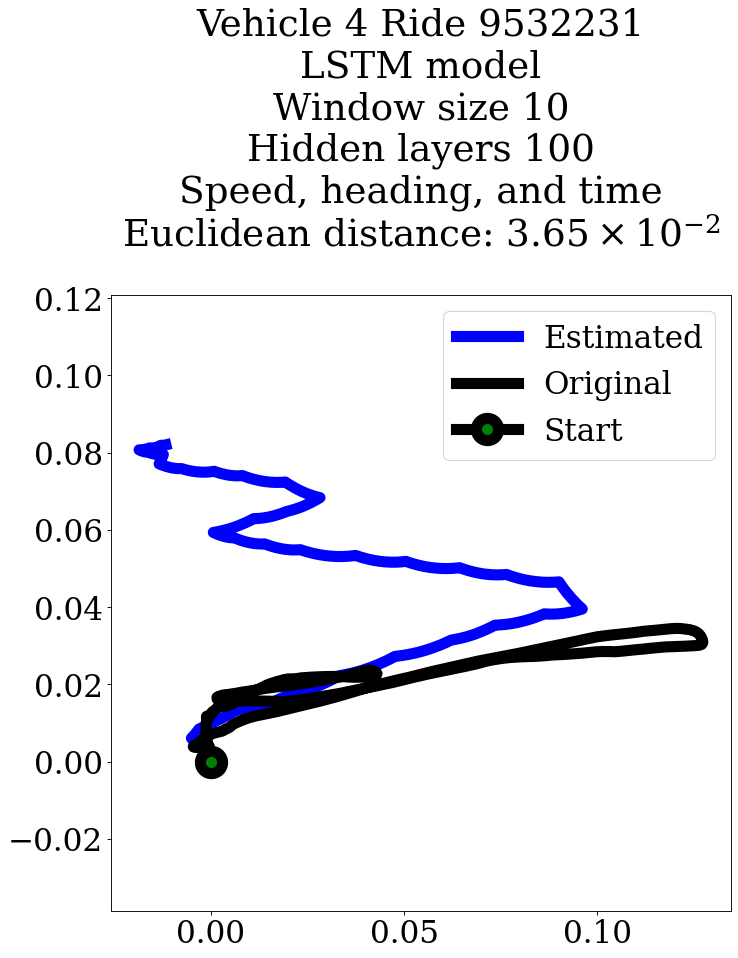 Vehicle 4 Ride 9532231
LSTM model
Window size 10
Hidden layers 100
Speed, heading, and time
Euclidean distance: 3.65 × 10⁻²
0.12
0.10
0.08
0.06
0.04
0.02
0.00
−0.02
Estimated
Original
Start
0.00 0.05 0.10